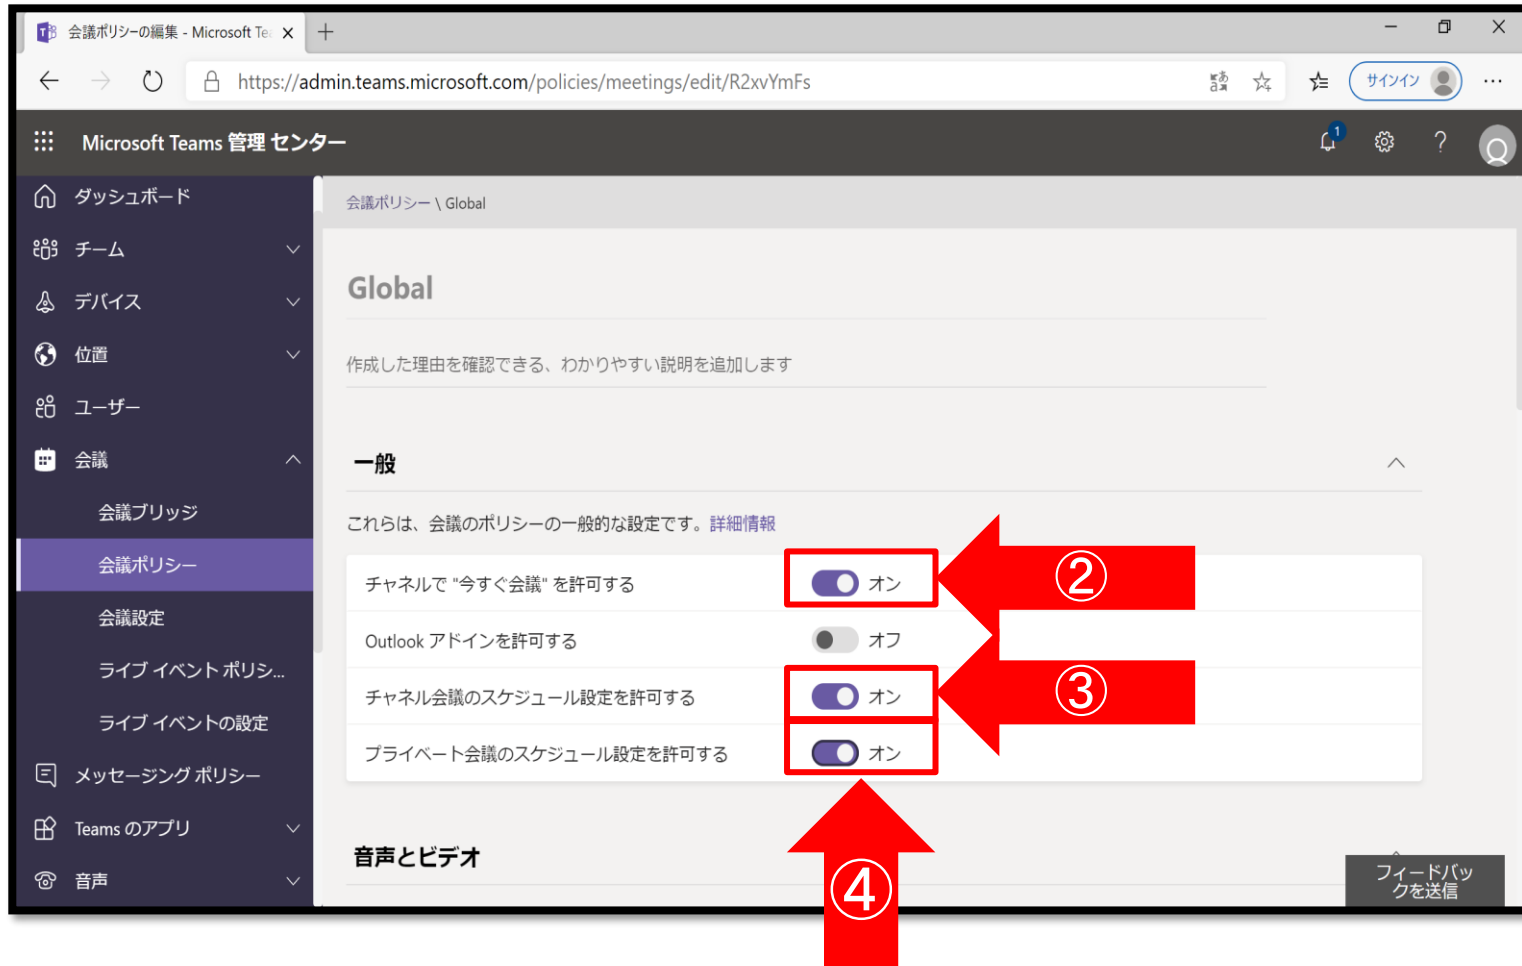 会議ポリシーの編集 - Microsoft Te
https://admin.teams.microsoft.com/policies/meetings/edit/R2xvYmFs
サインイン
Microsoft Teams 管理 センター
1
ダッシュボード
チーム
デバイス
位置
ユーザー
会議
会議ブリッジ
会議ポリシー
会議設定
ライブ イベント ポリシ...
ライブ イベントの設定
メッセージング ポリシー
Teams のアプリ
音声
会議ポリシー \ Global
Global
作成した理由を確認できる、わかりやすい説明を追加します
一般
これらは、会議のポリシーの一般的な設定です。詳細情報
チャネルで "今すぐ会議" を許可する オン ②
Outlook アドインを許可する オフ
チャネル会議のスケジュール設定を許可する オン ③
プライベート会議のスケジュール設定を許可する オン
④
音声とビデオ
フィードバッ
クを送信